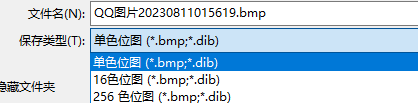 文件名(N): QQ图片20230811015619.bmp
保存类型(T): 单色位图 (*.bmp;*.dib)
单色位图 (*.bmp;*.dib)
隐藏文件夹 16色位图 (*.bmp;*.dib)
256 色位图 (*.bmp;*.dib)